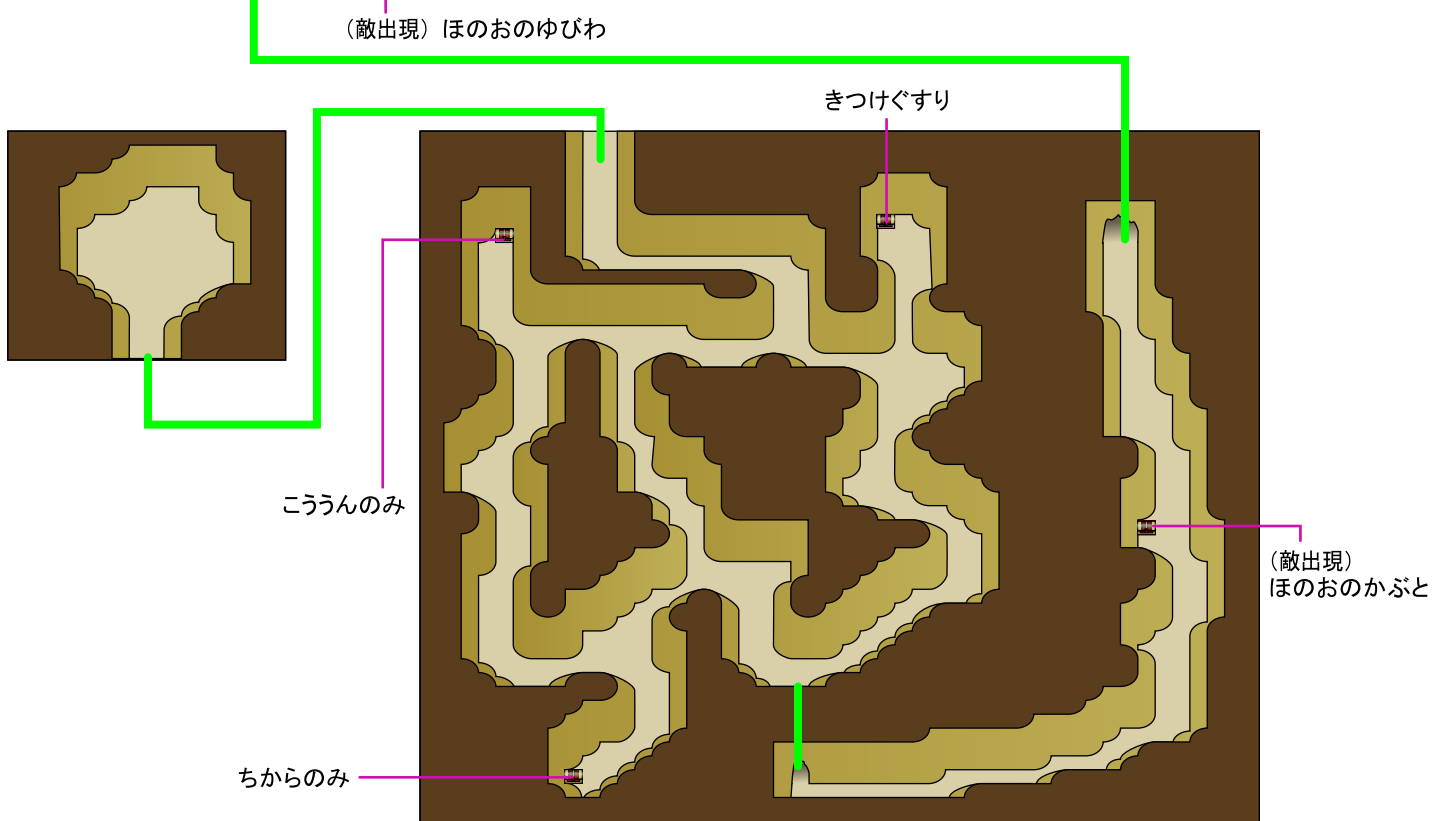 (敵出現) ほのおのゆびわ
きつけぐすり
こううんのみ
(敵出現)
ほのおのかぶと
ちからのみ